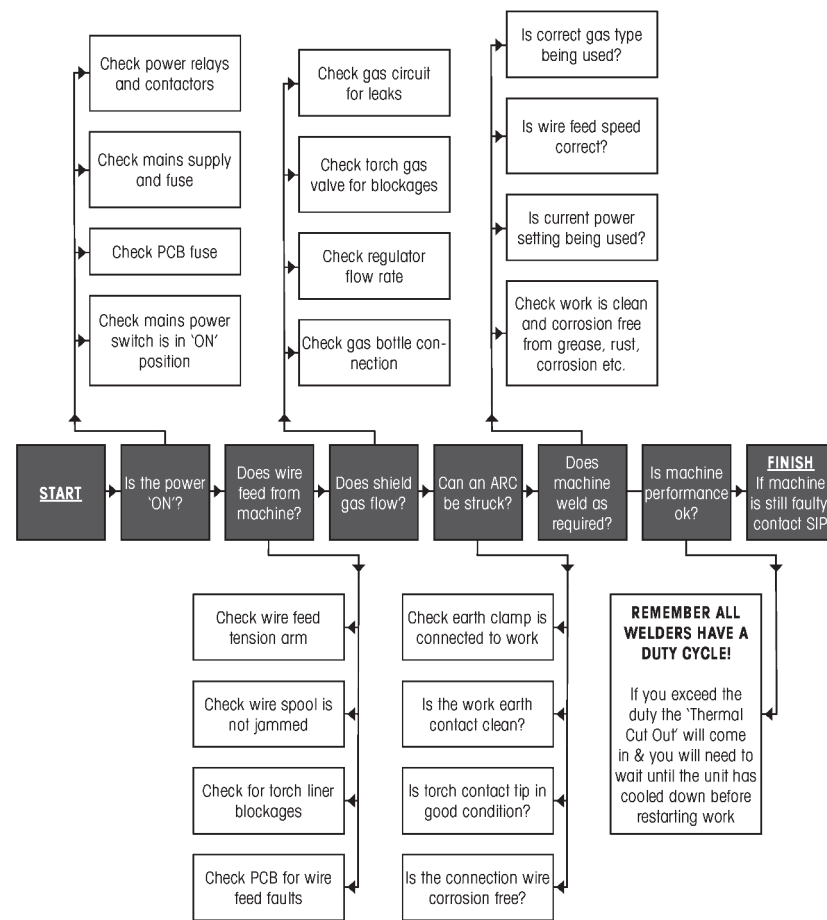 Check power relays
and contactors
Check mains supply
and fuse
Check PCB fuse
Check mains power
switch is in ‘ON’
position
Check gas circuit
for leaks
Check torch gas
valve for blockages
Check regulator
flow rate
Check gas bottle con-
nection
Is correct gas type
being used?
Is wire feed speed
correct?
Is current power
setting being used?
Check work is clean
and corrosion free
from grease, rust,
corrosion etc.
START
Is the power
‘ON’?
Does wire
feed from
machine?
Does shield
gas flow?
Can an ARC
be struck?
Does
machine
weld as
required?
Is machine
performance
ok?
FINISH
If machine
is still faulty
contact SIP
Check wire feed
tension arm
Check wire spool is
not jammed
Check for torch liner
blockages
Check PCB for wire
feed faults
Check earth clamp is
connected to work
Is the work earth
contact clean?
Is torch contact tip in
good condition?
Is the connection wire
corrosion free?
REMEMBER ALL
WELDERS HAVE A
DUTY CYCLE!
If you exceed the
duty the ‘Thermal
Cut Out’ will come
in & you will need to
wait until the unit has
cooled down before
restarting work